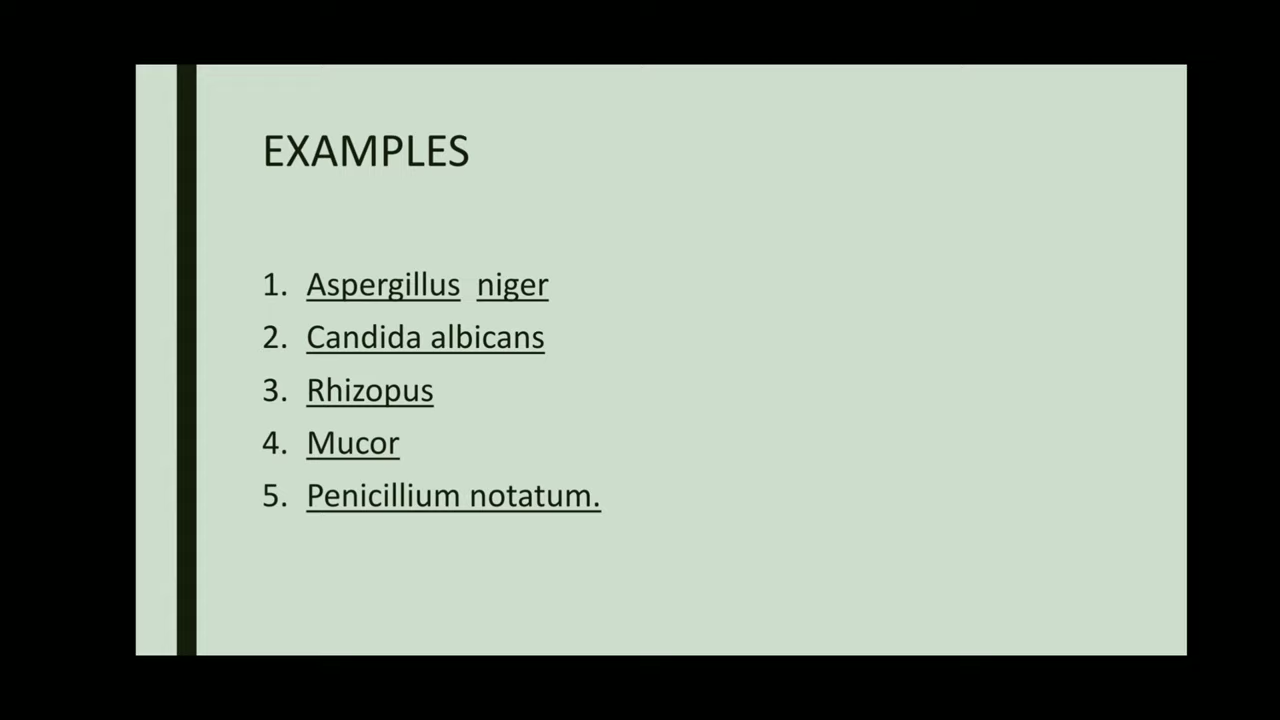 EXAMPLES
1. Aspergillus niger
2. Candida albicans
3. Rhizopus
4. Mucor
5. Penicillium notatum.